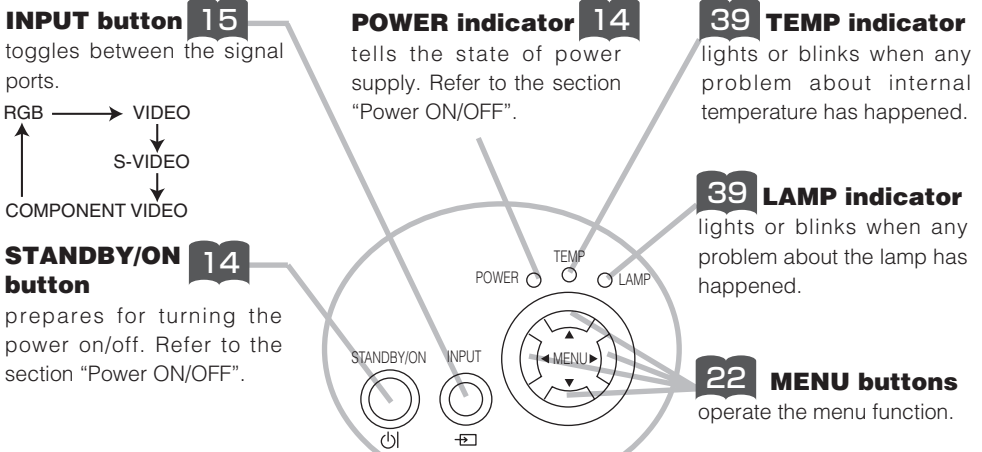 INPUT button 15
toggles between the signal
ports.
RGB VIDEO
S-VIDEO
COMPONENT VIDEO
STANDBY/ON 14
button
prepares for turning the
power on/off. Refer to the
section “Power ON/OFF”.
POWER indicator 14
tells the state of power
supply. Refer to the section
“Power ON/OFF”.
39 TEMP indicator
lights or blinks when any
problem about internal
temperature has happened.
39 LAMP indicator
lights or blinks when any
problem about the lamp has
happened.
22 MENU buttons
operate the menu function.
TEMP
POWER LAMP
STANDBY/ON INPUT MENU